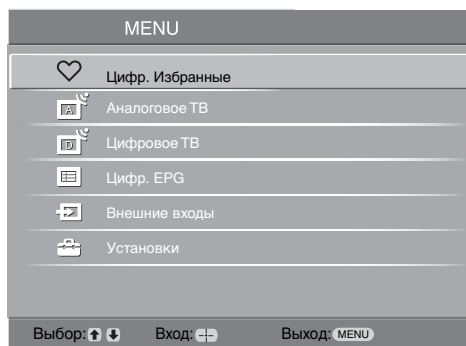 MENU
Цифр. Избранные
Аналоговое ТВ
Цифровое ТВ
Цифр. EPG
Внешние входы
Установки
Выбор: Вход: Выход: MENU